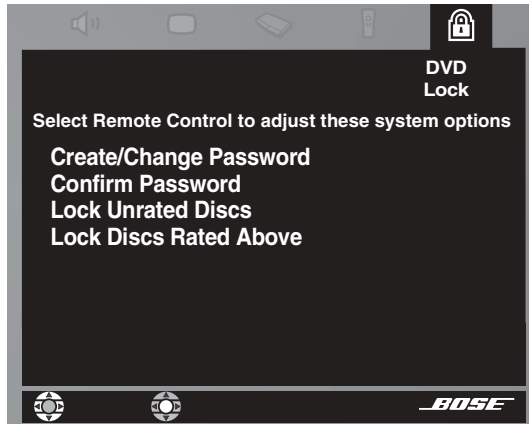 DVD
Lock
Select Remote Control to adjust these system options
Create/Change Password
Confirm Password
Lock Unrated Discs
Lock Discs Rated Above
BOSE